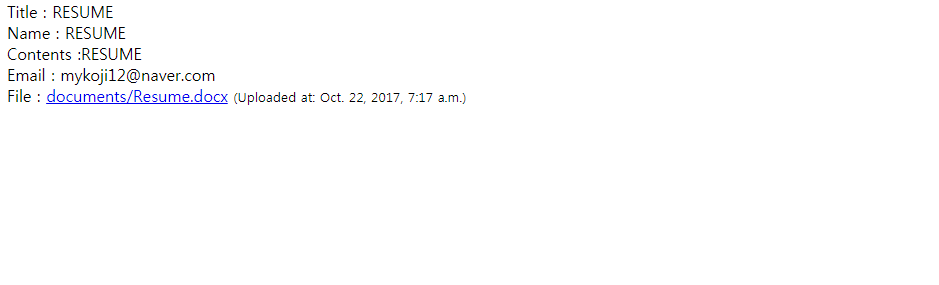 Title : RESUME
Name : RESUME
Contents :RESUME
Email : mykoji12@naver.com
File : documents/Resume.docx (Uploaded at: Oct. 22, 2017, 7:17 a.m.)